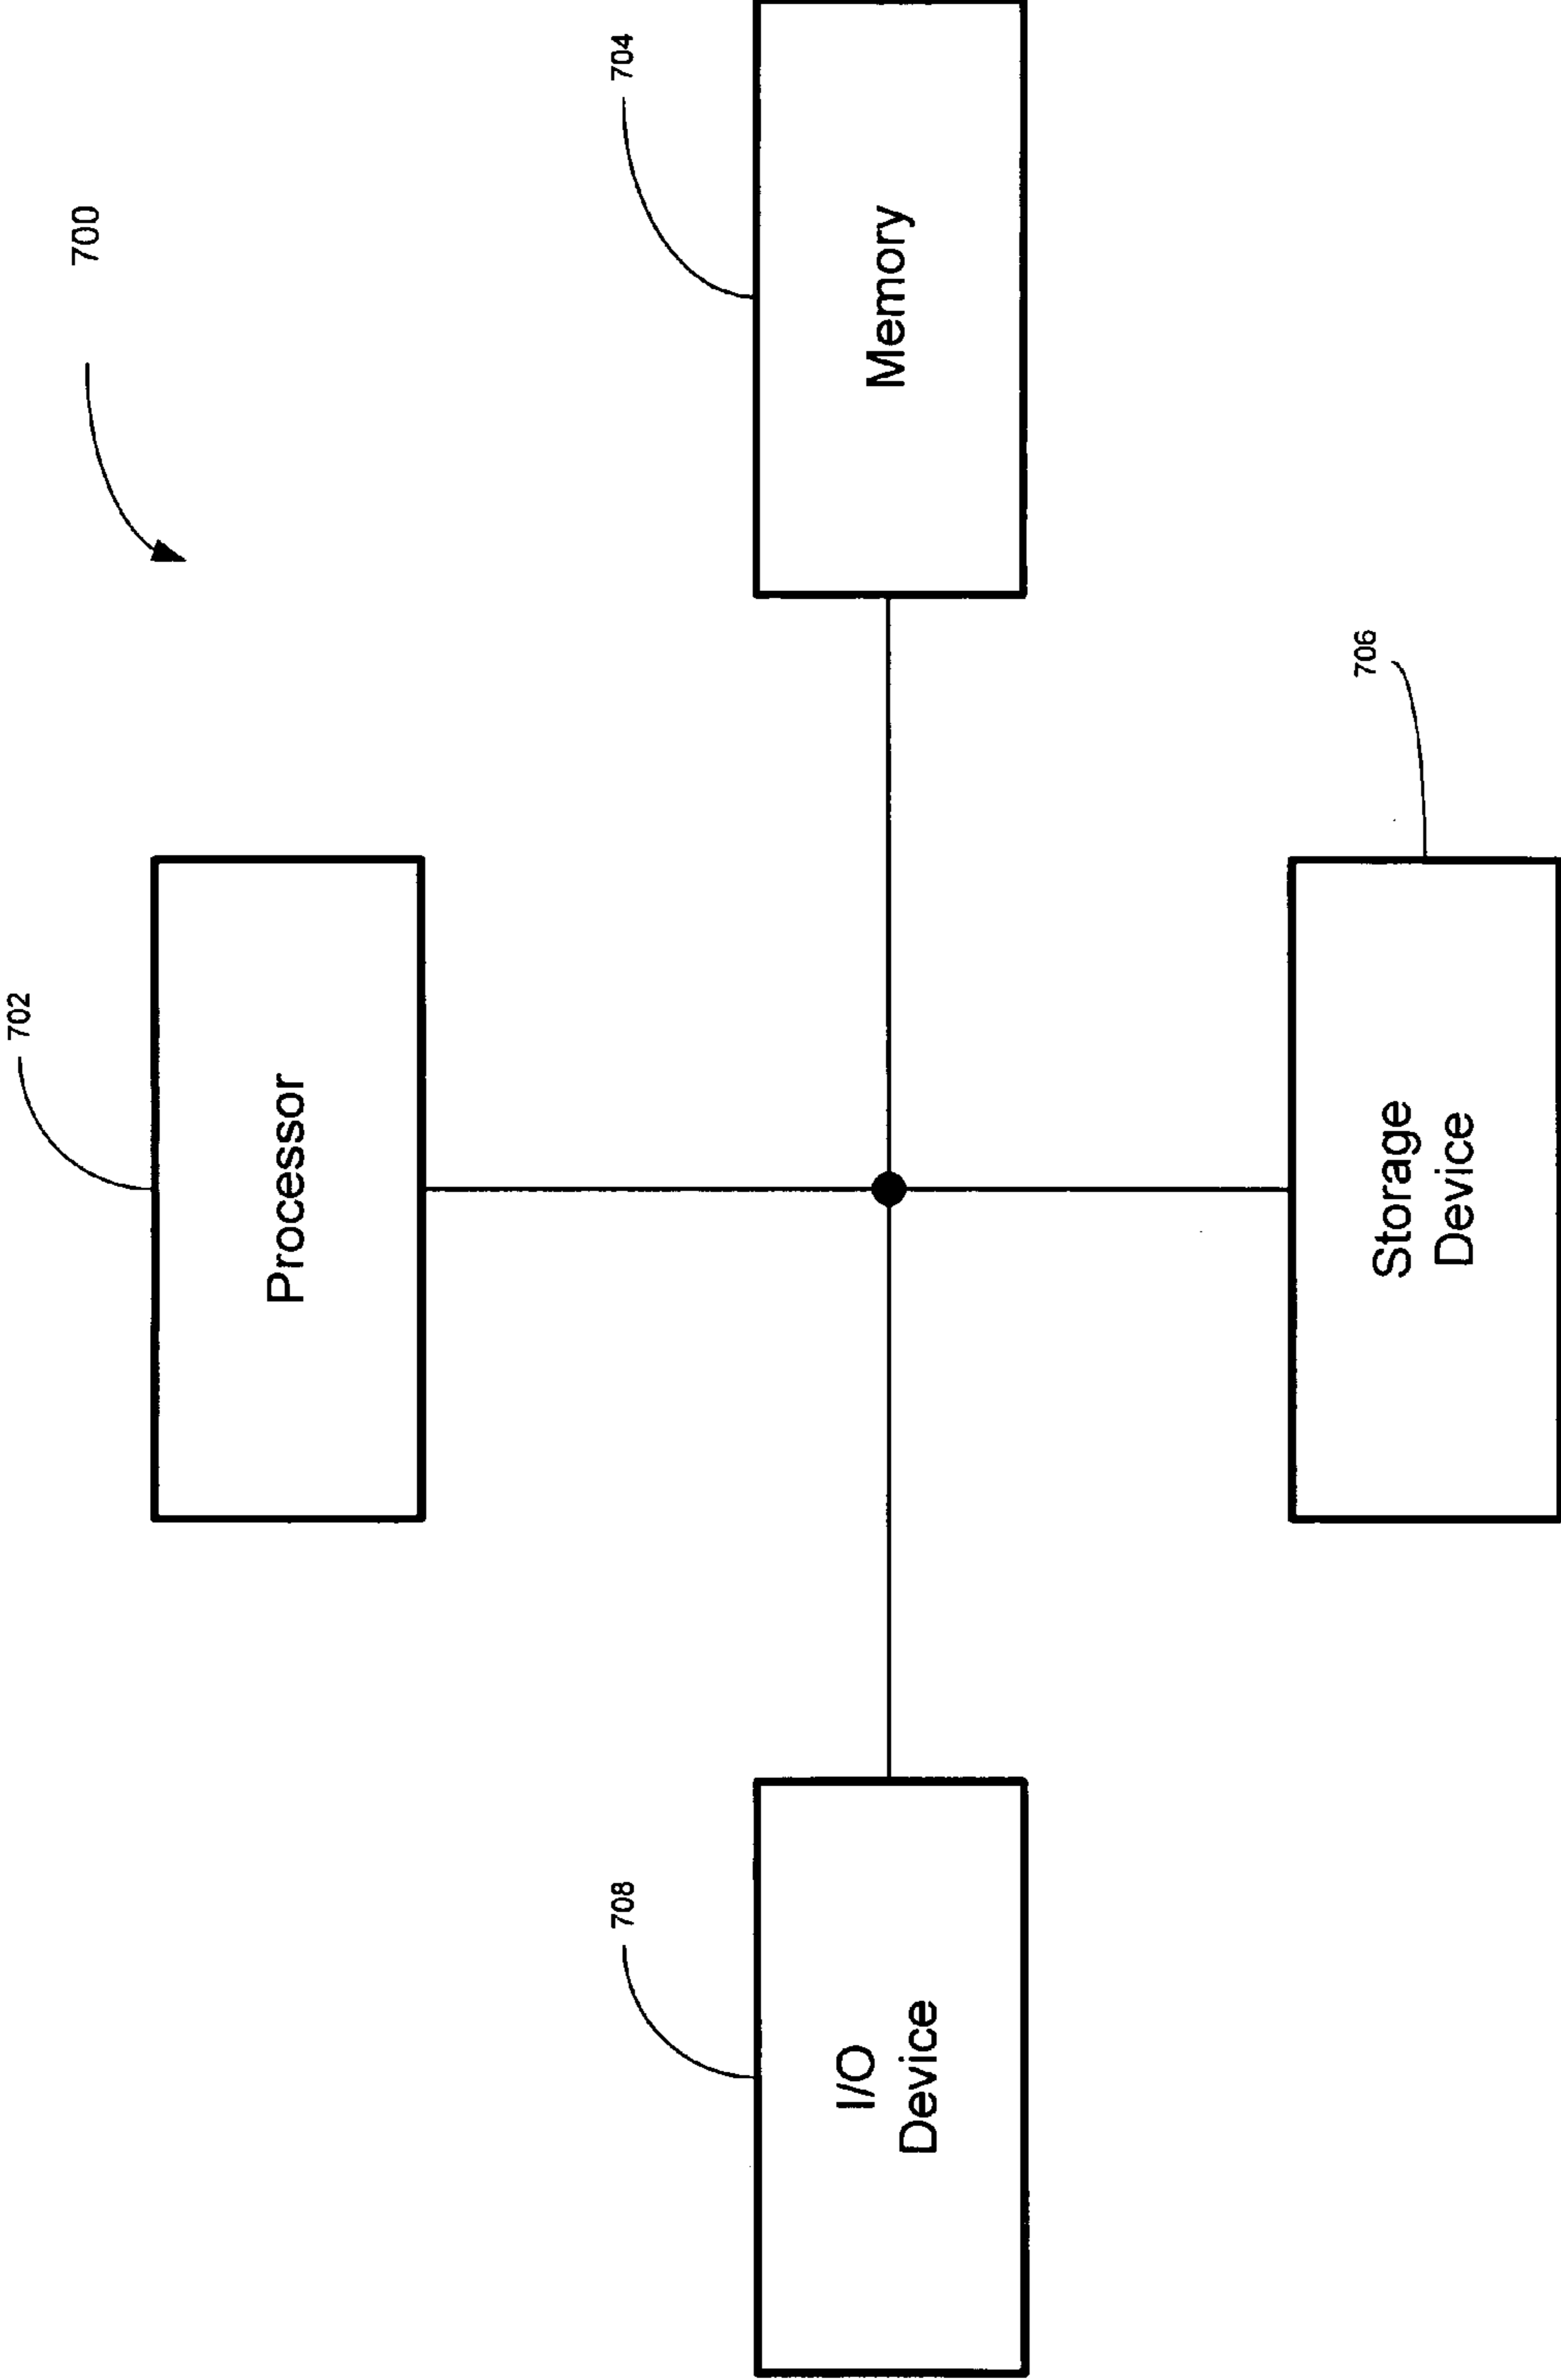 700
702
Processor
708
704
I/O
Device
Memory
706
Storage
Device